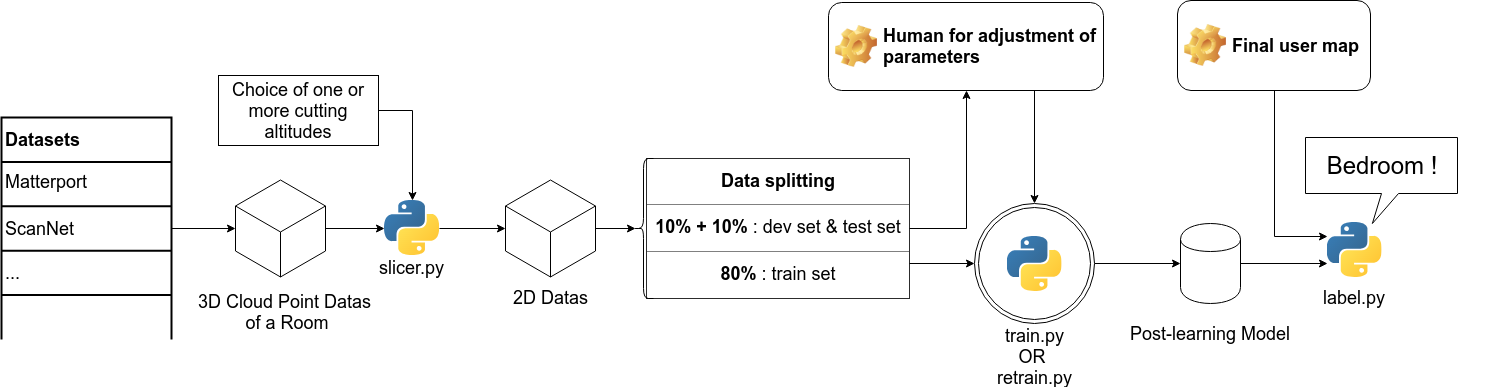 Datasets
Matterport
ScanNet
...
Choice of one or
more cutting
altitudes
3D Cloud Point Datas
of a Room
slicer.py
2D Datas
Data splitting
10% + 10% : dev set & test set
80% : train set
Human for adjustment of
parameters
train.py
OR
retrain.py
Post-learning Model
Final user map
Bedroom !
label.py